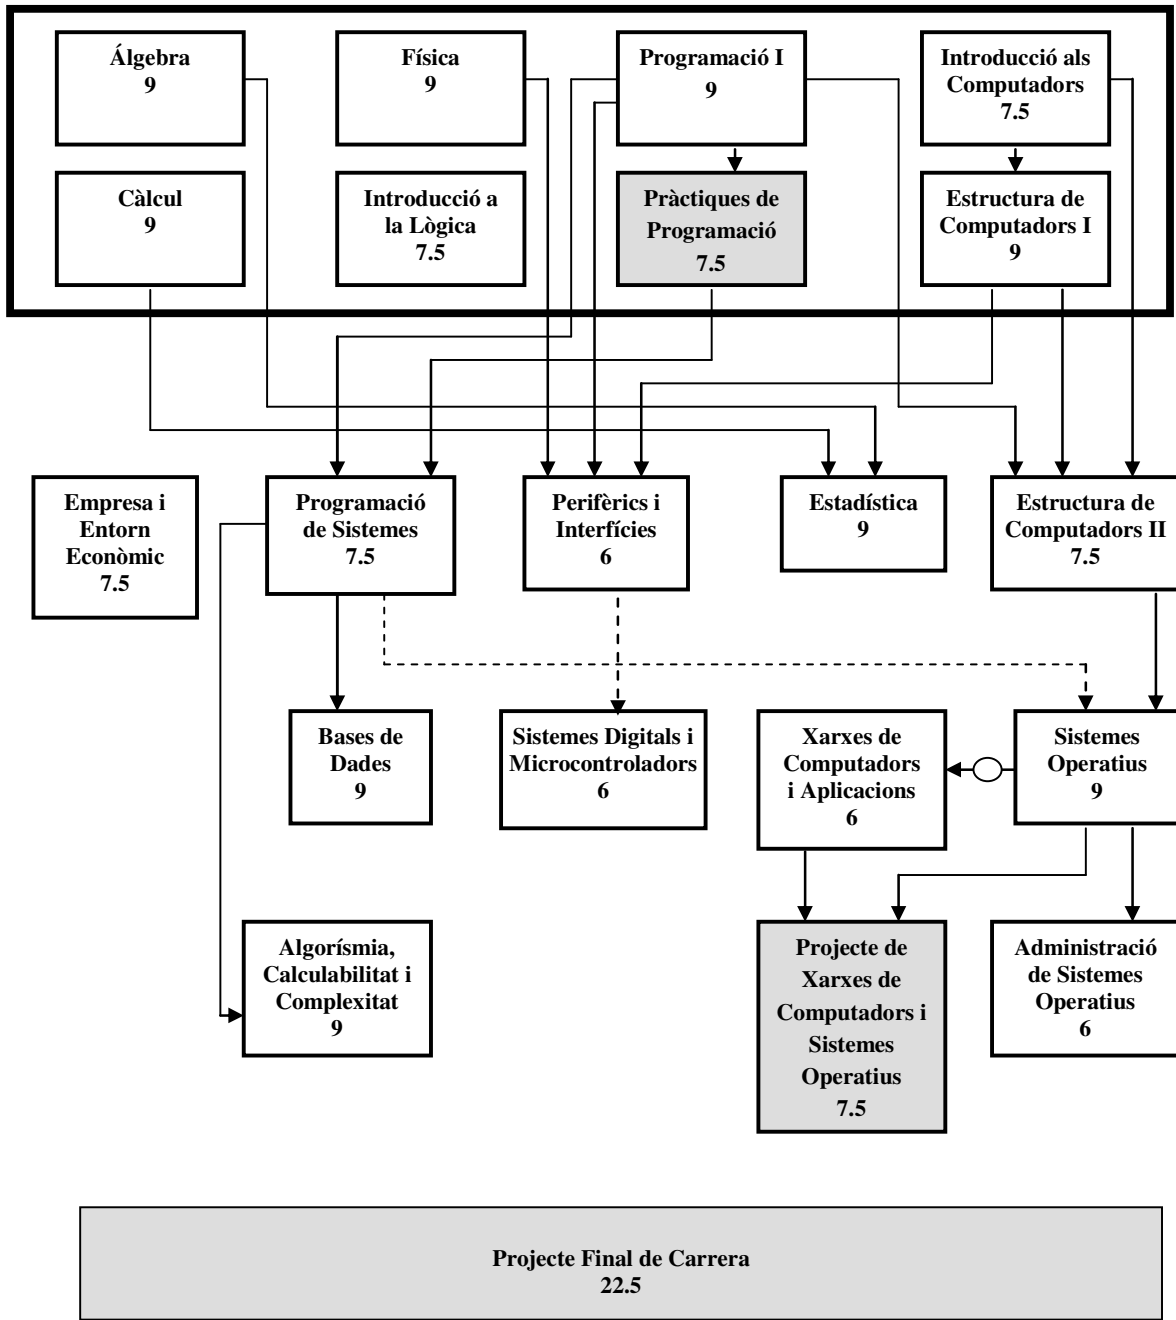 Álgebra
9
Física
9
Programació I
9
Introducció als
Computadors
7.5
Càlcul
9
Introducció a
la Lògica
7.5
Pràctiques de
Programació
7.5
Estructura de
Computadors I
9
Empresa i
Entorn
Econòmic
7.5
Programació
de Sistemes
7.5
Perifèrics i
Interfícies
6
Estadística
9
Estructura de
Computadors II
7.5
Bases de
Dades
9
Sistemes Digitals i
Microcontroladors
6
Xarxes de
Computadors
i Aplicacions
6
Sistemes
Operatius
9
Algorísmia,
Calculabilitat i
Complexitat
9
Projecte de
Xarxes de
Computadors i
Sistemes
Operatius
7.5
Administració
de Sistemes
Operatius
6
Projecte Final de Carrera
22.5